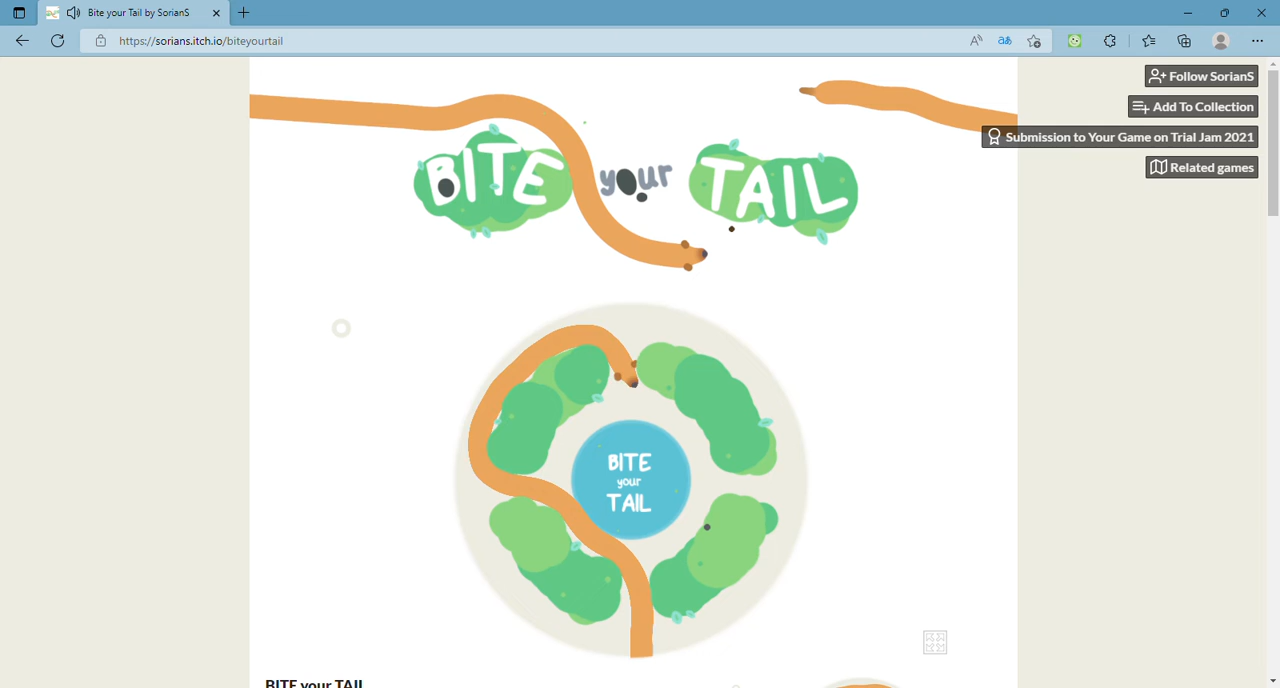 Bite your Tail by SorianS
https://sorians.itch.io/biteyourtail
Follow SorianS
Add To Collection
Submission to Your Game on Trial Jam 2021
Related games
BITE your TAIL
BITE
your
TAIL
BITE your TAIL